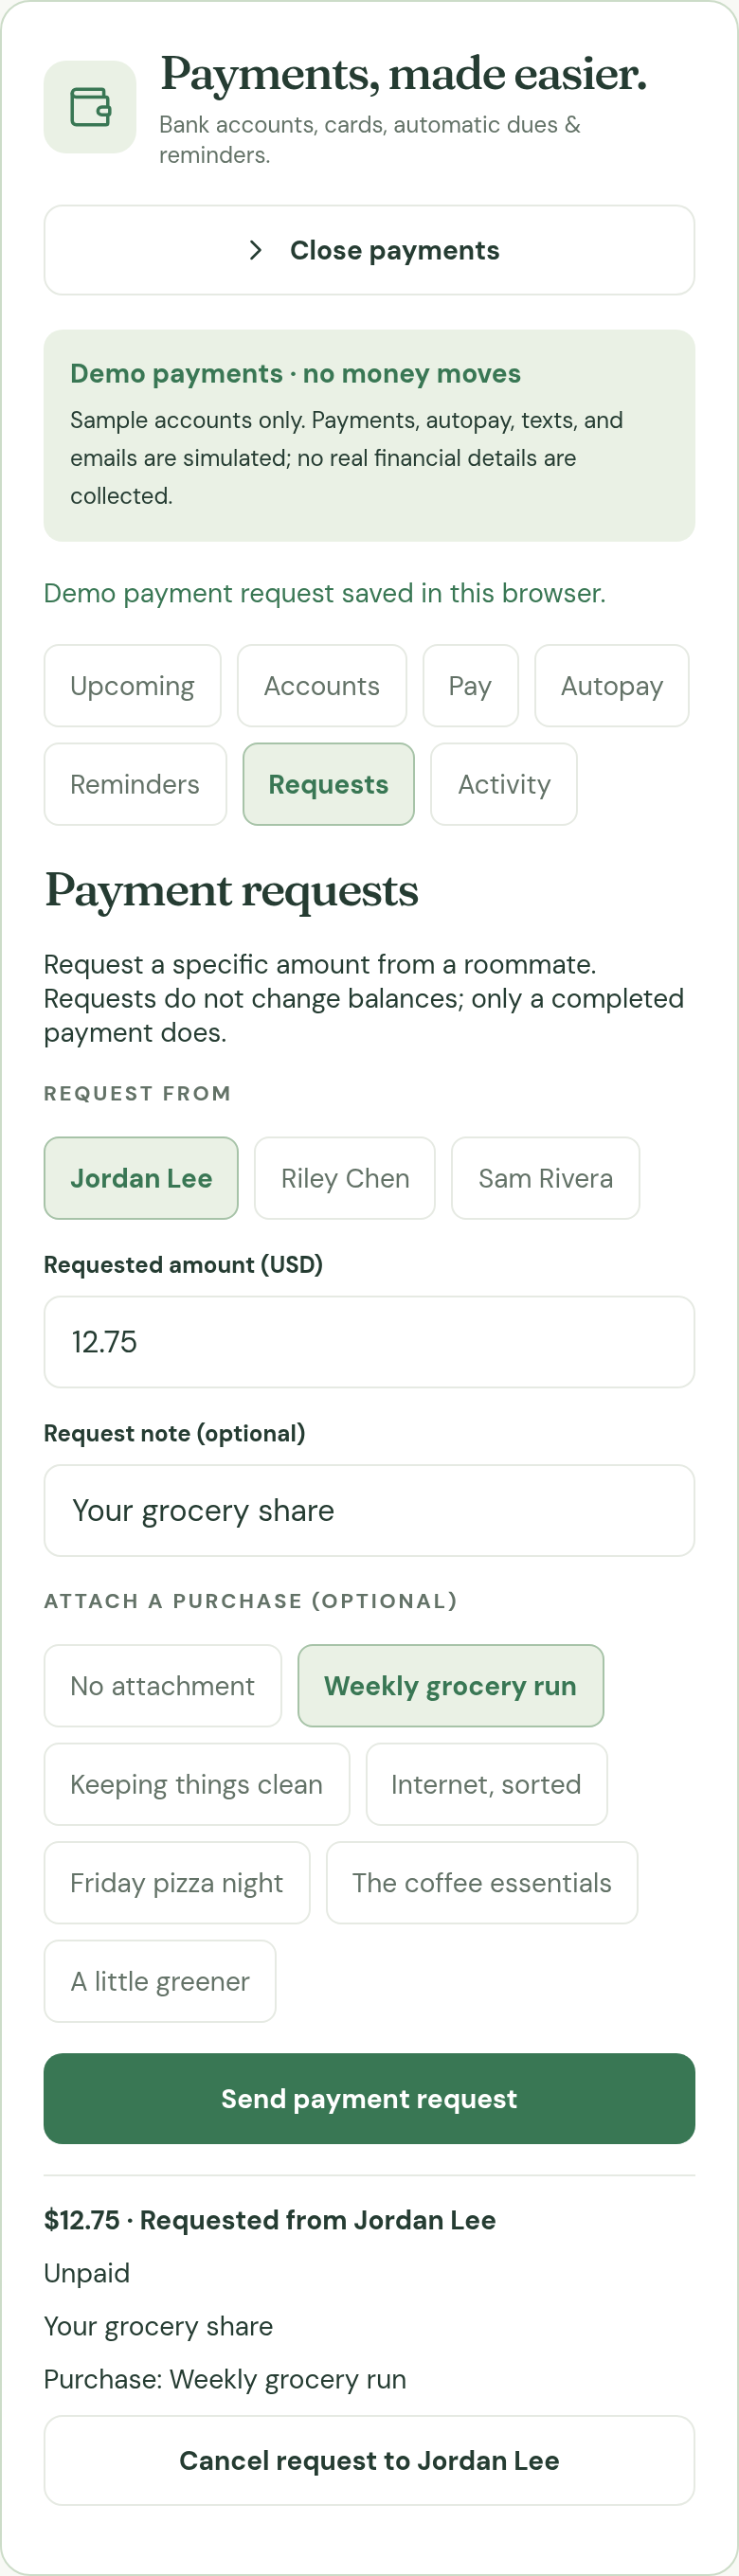 Payments, made easier.
Bank accounts, cards, automatic dues &
reminders.
Close payments
Demo payments · no money moves
Sample accounts only. Payments, autopay, texts, and
emails are simulated; no real financial details are
collected.
Demo payment request saved in this browser.
Upcoming
Accounts
Pay
Autopay
Reminders
Requests
Activity
Payment requests
Request a specific amount from a roommate.
Requests do not change balances; only a completed
payment does.
REQUEST FROM
Jordan Lee
Riley Chen
Sam Rivera
Requested amount (USD)
12.75
Request note (optional)
Your grocery share
ATTACH A PURCHASE (OPTIONAL)
No attachment
Weekly grocery run
Keeping things clean
Internet, sorted
Friday pizza night
The coffee essentials
A little greener
Send payment request
$12.75 · Requested from Jordan Lee
Unpaid
Your grocery share
Purchase: Weekly grocery run
Cancel request to Jordan Lee